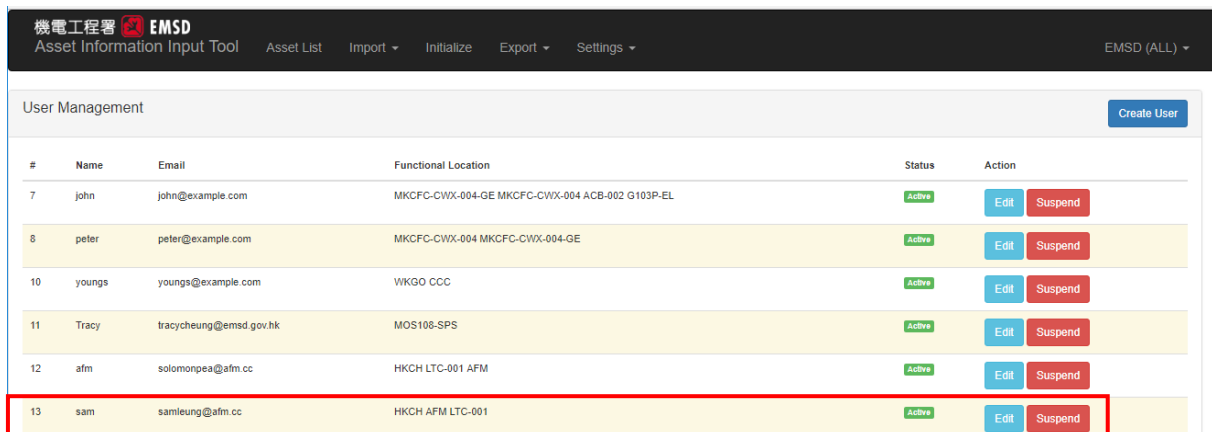 機電工程署 EMSD
Asset Information Input Tool Asset List Import Initialize Export Settings EMSD (ALL)
User Management Create User
# Name Email Functional Location Status Action
7 john john@example.com MKCFC-CWX-004-GE MKCFC-CWX-004 ACB-002 G103P-EL Active Edit Suspend
8 peter peter@example.com MKCFC-CWX-004 MKCFC-CWX-004-GE Active Edit Suspend
10 youngs youngs@example.com WKGO CCC Active Edit Suspend
11 Tracy tracycheung@emsd.gov.hk MOS108-SPS Active Edit Suspend
12 afm solomonpea@afm.cc HKCH LTC-001 AFM Active Edit Suspend
13 sam samleung@afm.cc HKCH AFM LTC-001 Active Edit Suspend